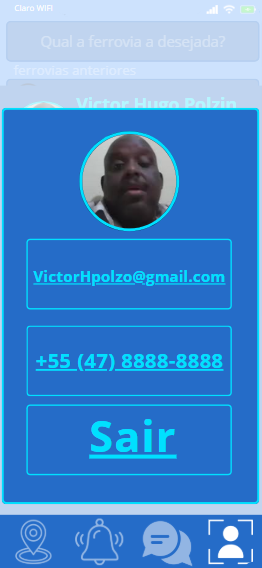 Claro WIFI
Qual a ferrovia a desejada?
ferrovias anteriores
Victor Hugo Polzin
VictorHpolzo@gmail.com
+55 (47) 8888-8888
Sair